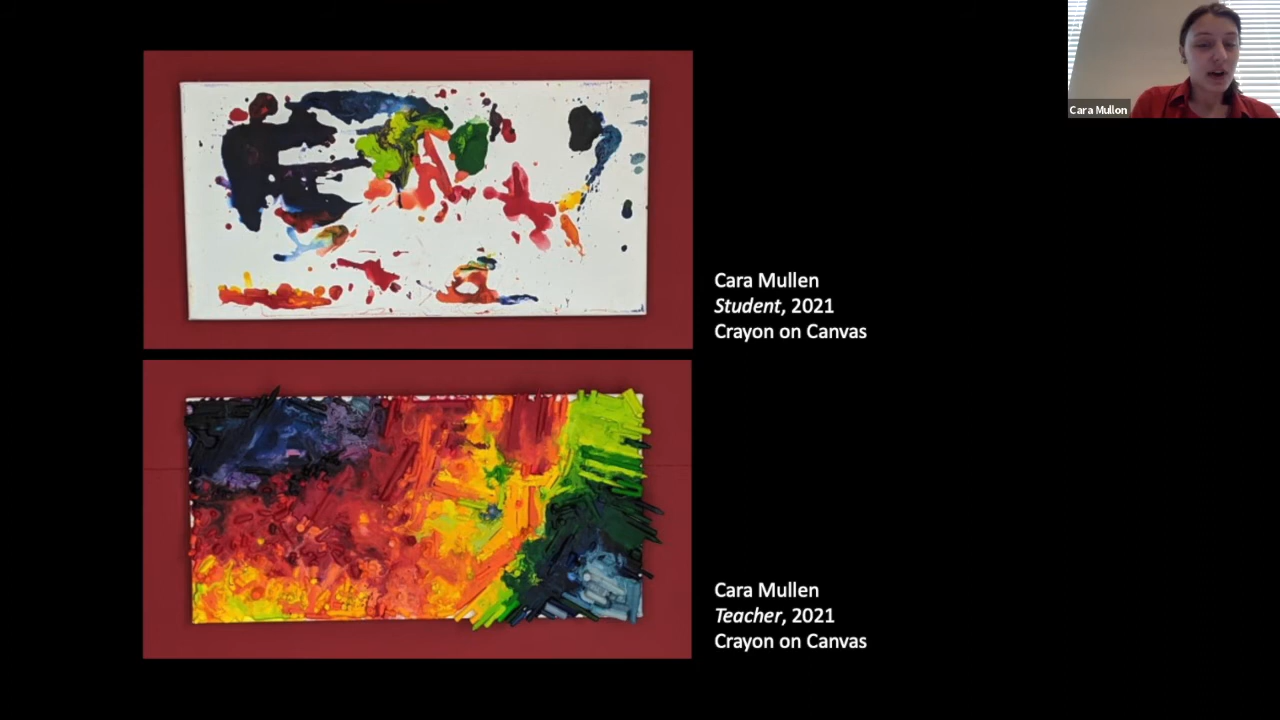 Cara Mullon
Cara Mullen
Student, 2021
Crayon on Canvas
Cara Mullen
Teacher, 2021
Crayon on Canvas